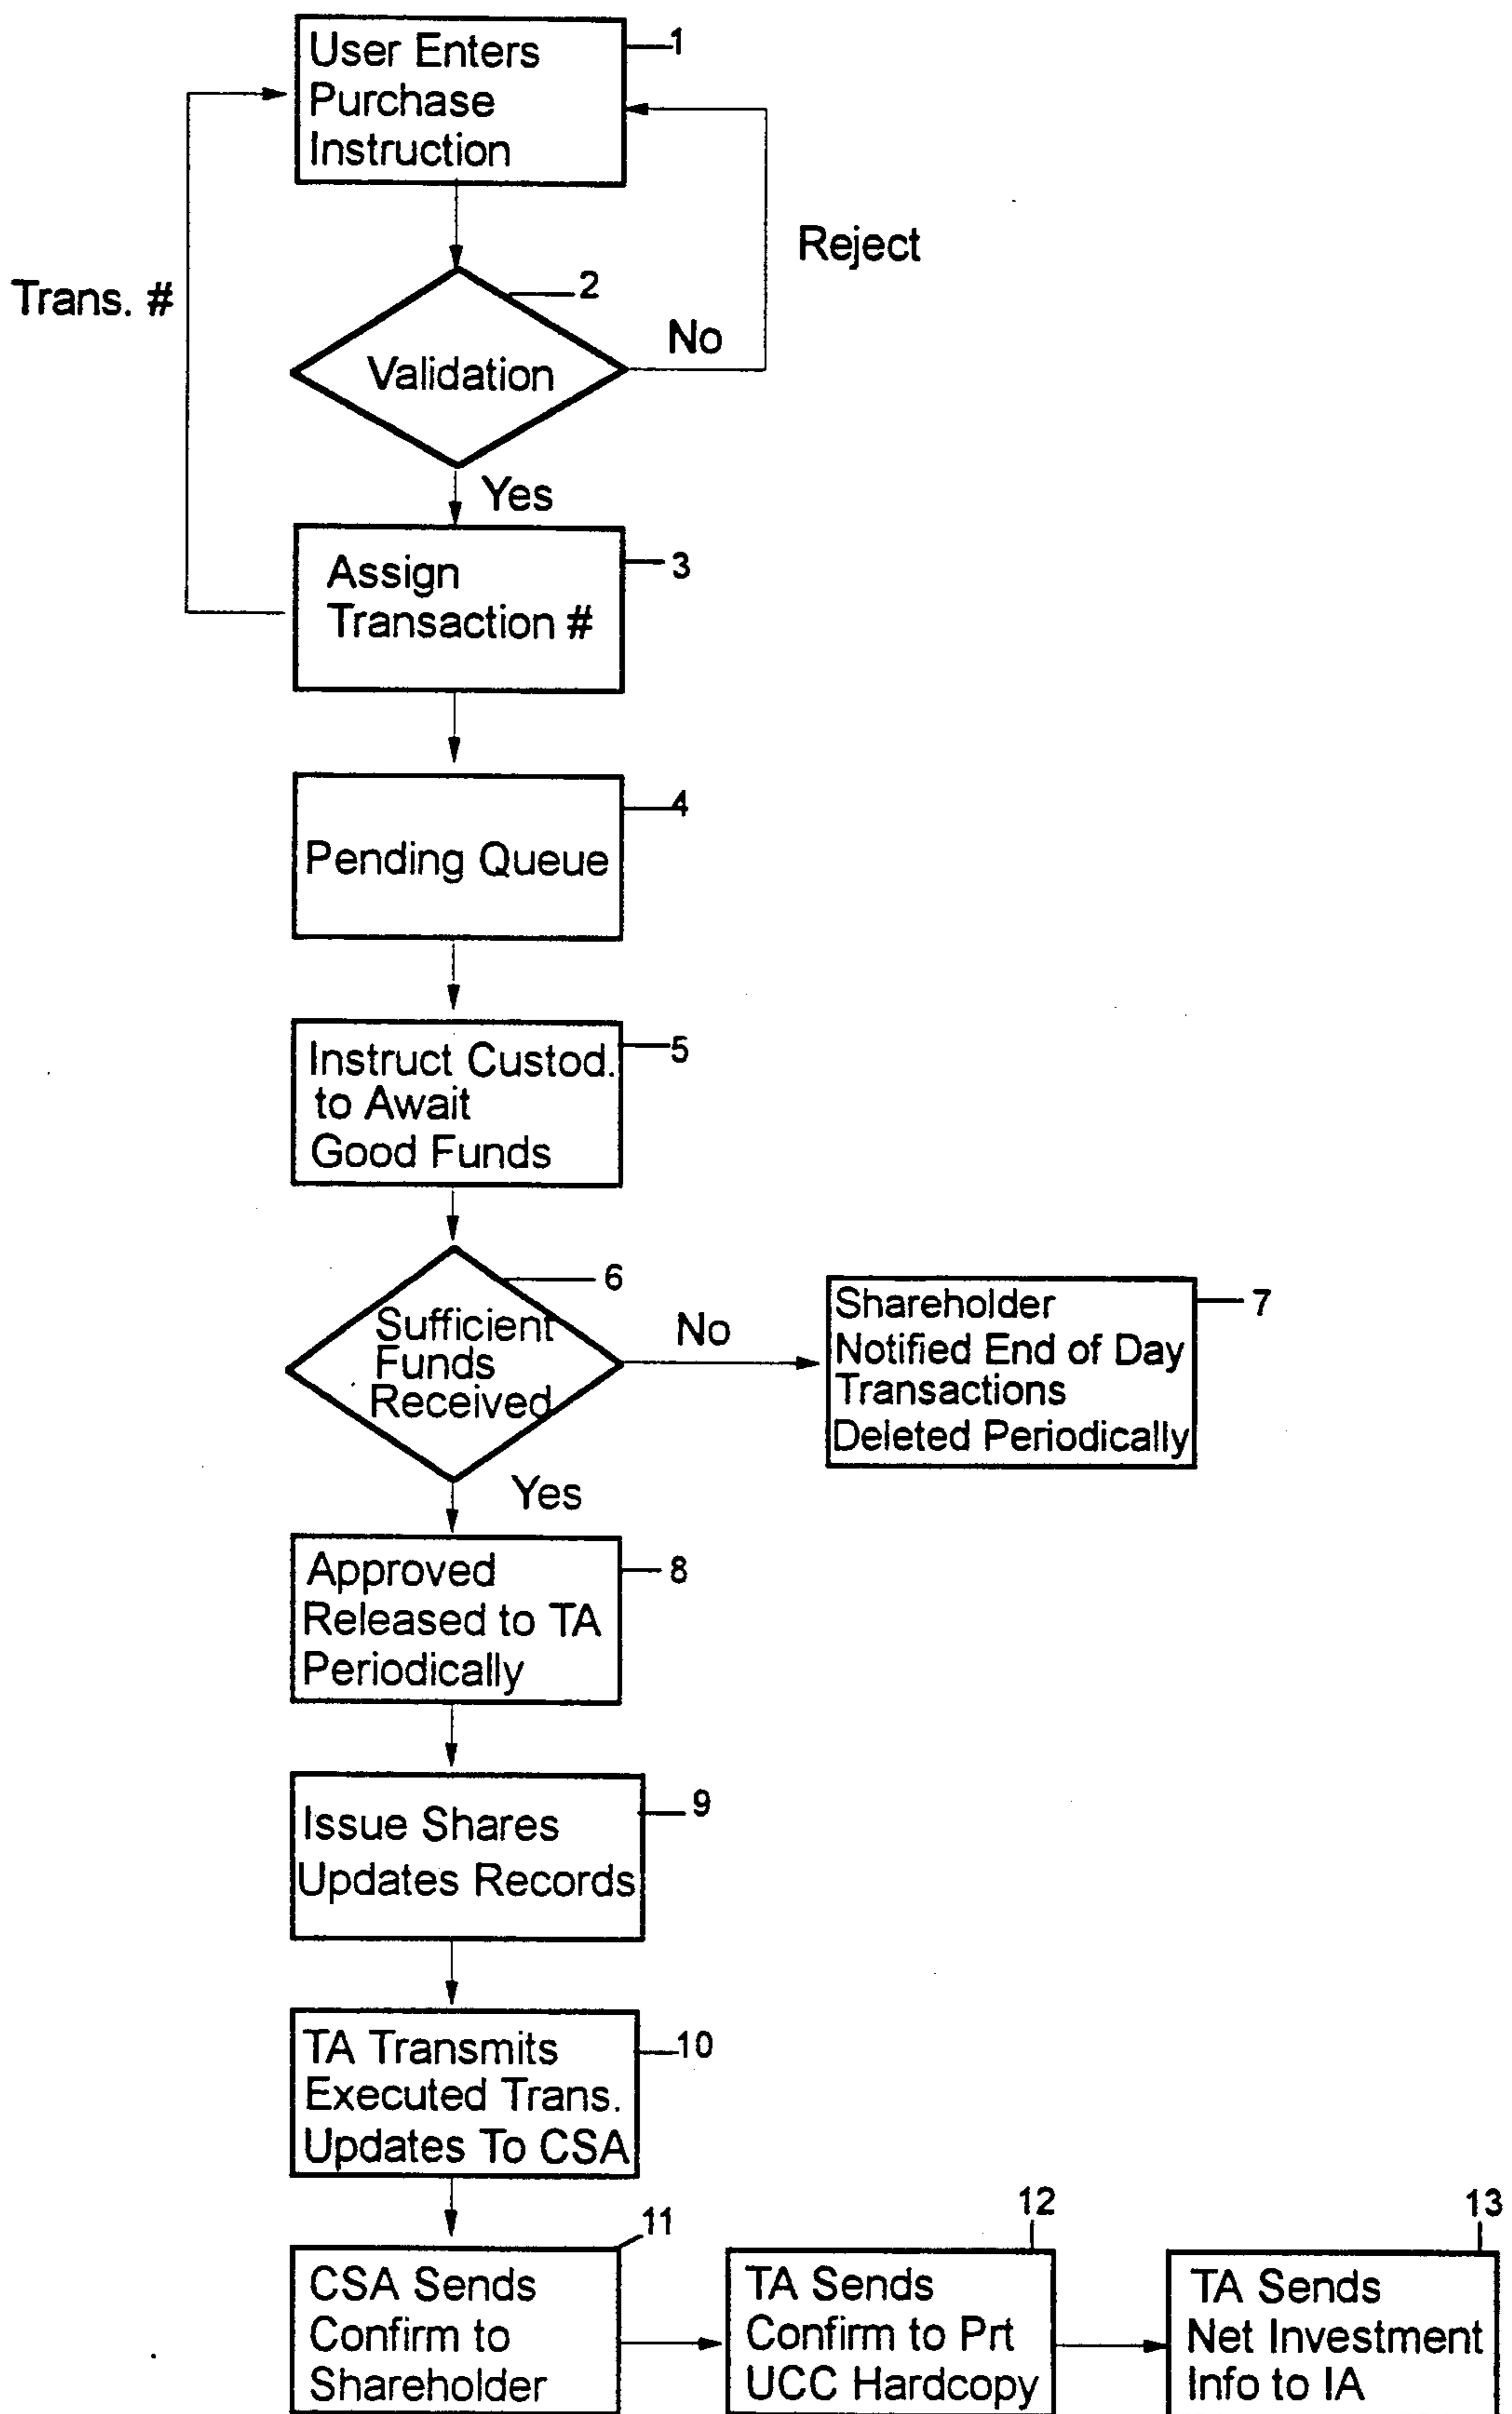 User Enters
Purchase
Instruction
1
Reject
Trans. #
2
Validation
No
Yes
Assign
Transaction #
3
Pending Queue
4
Instruct Custod.
to Await
Good Funds
5
Sufficient
Funds
Received
6
No
Shareholder
Notified End of Day
Transactions
Deleted Periodically
7
Yes
Approved
Released to TA
Periodically
8
Issue Shares
Updates Records
9
TA Transmits
Executed Trans.
Updates To CSA
10
CSA Sends
Confirm to
Shareholder
11
TA Sends
Confirm to Prt
UCC Hardcopy
12
TA Sends
Net Investment
Info to IA
13